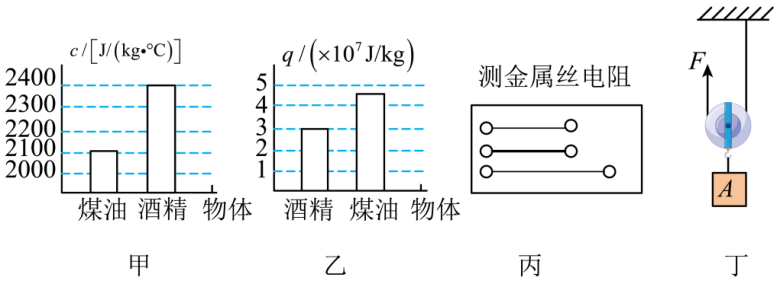 c/[J/(kg•°C)]
2400
2300
2200
2100
2000
煤油 酒精 物体
甲
q/(×10⁷J/kg)
5
4
3
2
1
酒精 煤油 物体
乙
测金属丝电阻
丙
F
A
丁